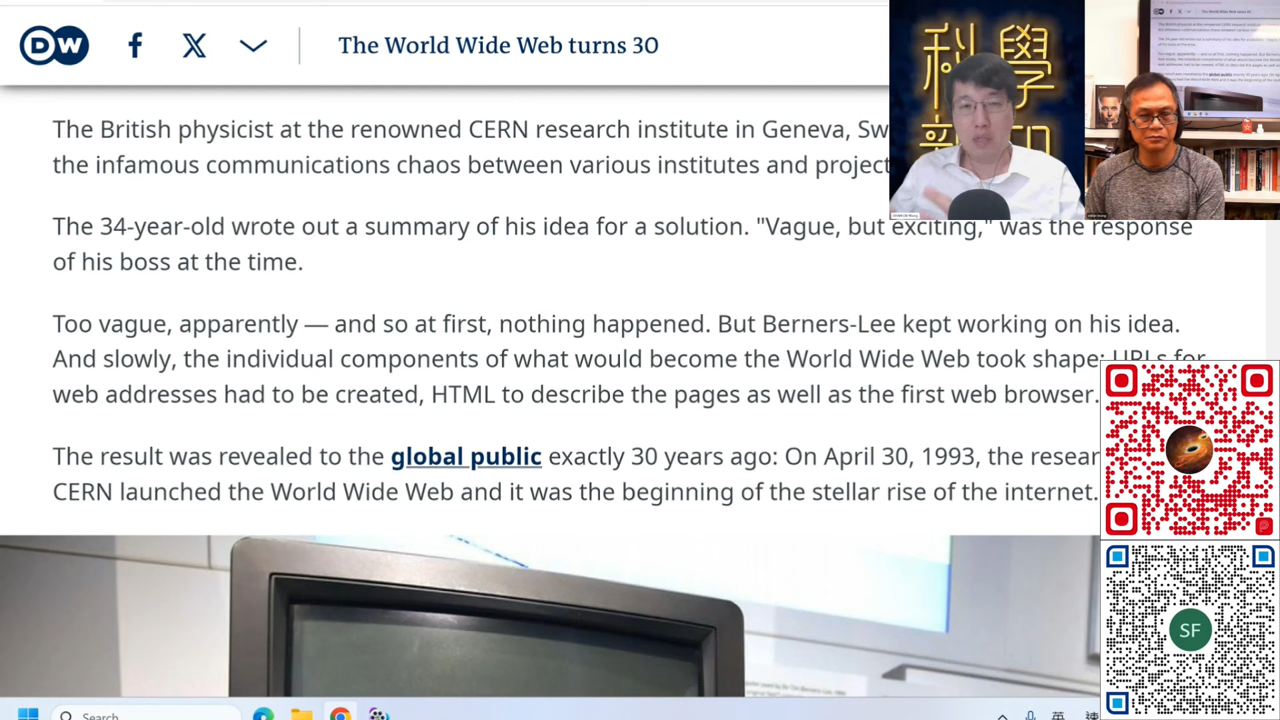 DW
The World Wide Web turns 30
科學
The British physicist at the renowned CERN research institute in Geneva,
the infamous communications chaos between various institutes and
The 34-year-old wrote out a summary of his idea for a solution. "Vague, but exciting," was the response
of his boss at the time.
Too vague, apparently — and so at first, nothing happened. But Berners-Lee kept working on his idea.
And slowly, the individual components of what would become the World Wide Web took shape: URLs for
web addresses had to be created, HTML to describe the pages as well as the first web browser.
The result was revealed to the global public exactly 30 years ago: On April 30, 1993, the
CERN launched the World Wide Web and it was the beginning of the stellar rise of the internet.
SF
Search
英